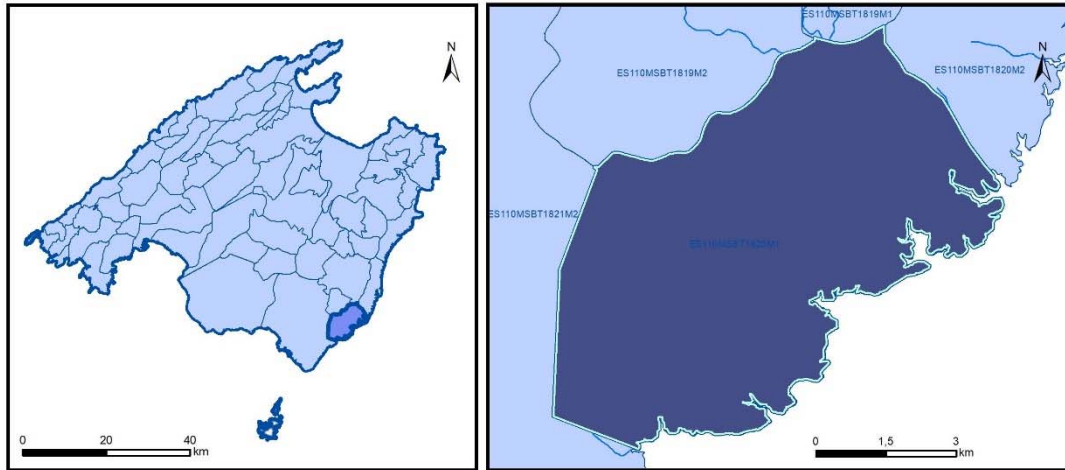 N
0 20 40
km
ES110MSBT1819M1
ES110MSBT1819M2
N
ES110MSBT1820M2
ES110MSBT1821M2
0 1,5 3
km